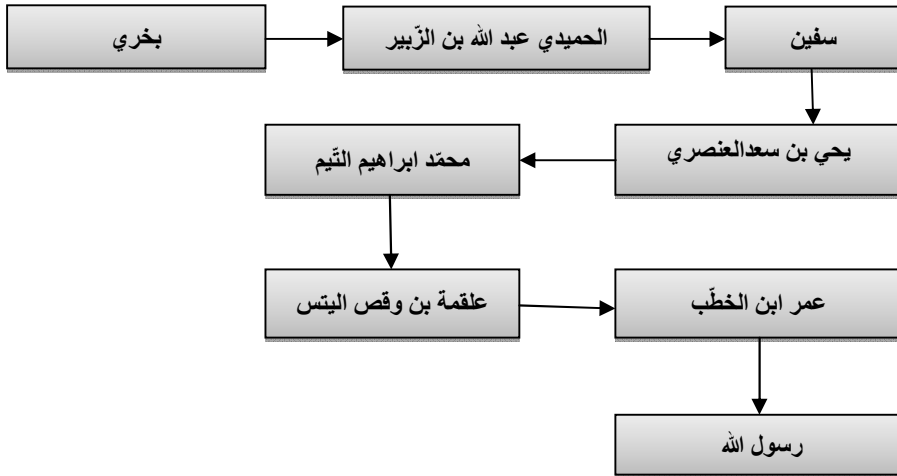 بخري
الحميدي عبد الله بن الزّبير
سفين
يحي بن سعدالعنصري
محمّد ابراهيم التّيم
علقمة بن وقص اليتس
عمر ابن الخطّب
رسول الله